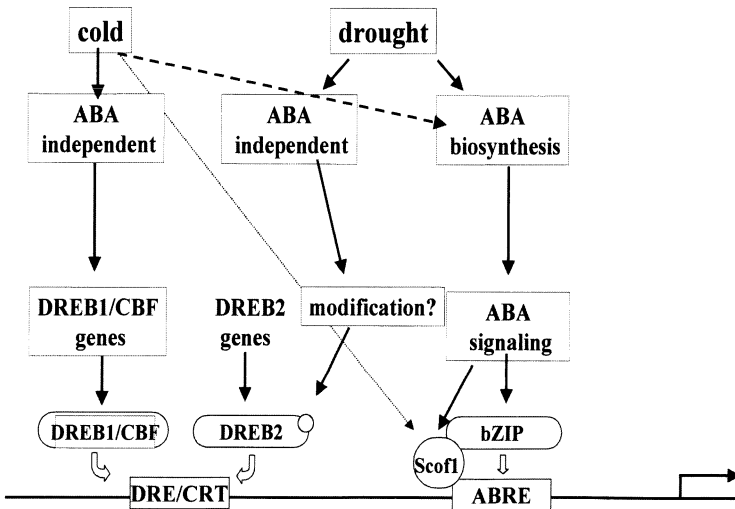 cold
drought
ABA
independent
ABA
independent
ABA
biosynthesis
DREB1/CBF
genes
DREB2
genes
modification?
ABA
signaling
DREB1/CBF
DREB2
bZIP
Scof1
DRE/CRT
ABRE